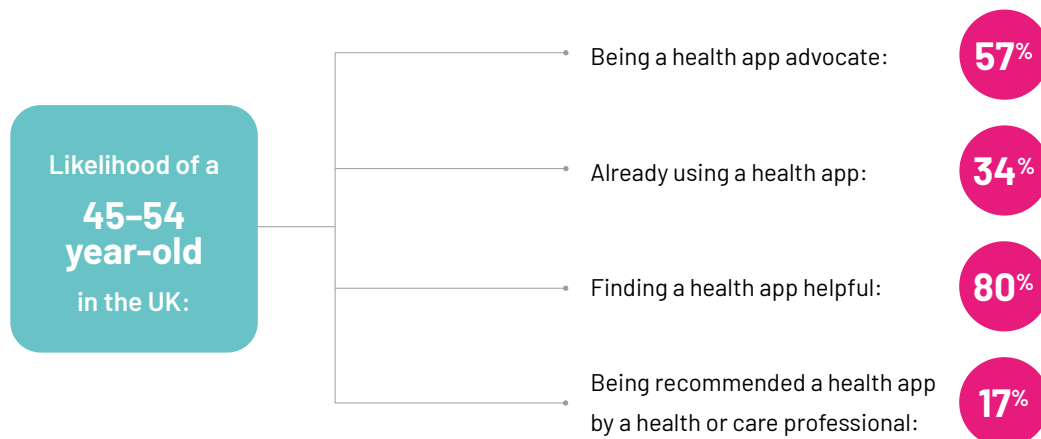 Likelihood of a
45–54
year-old
in the UK:
Being a health app advocate:
57%
Already using a health app:
34%
Finding a health app helpful:
80%
Being recommended a health app
by a health or care professional:
17%